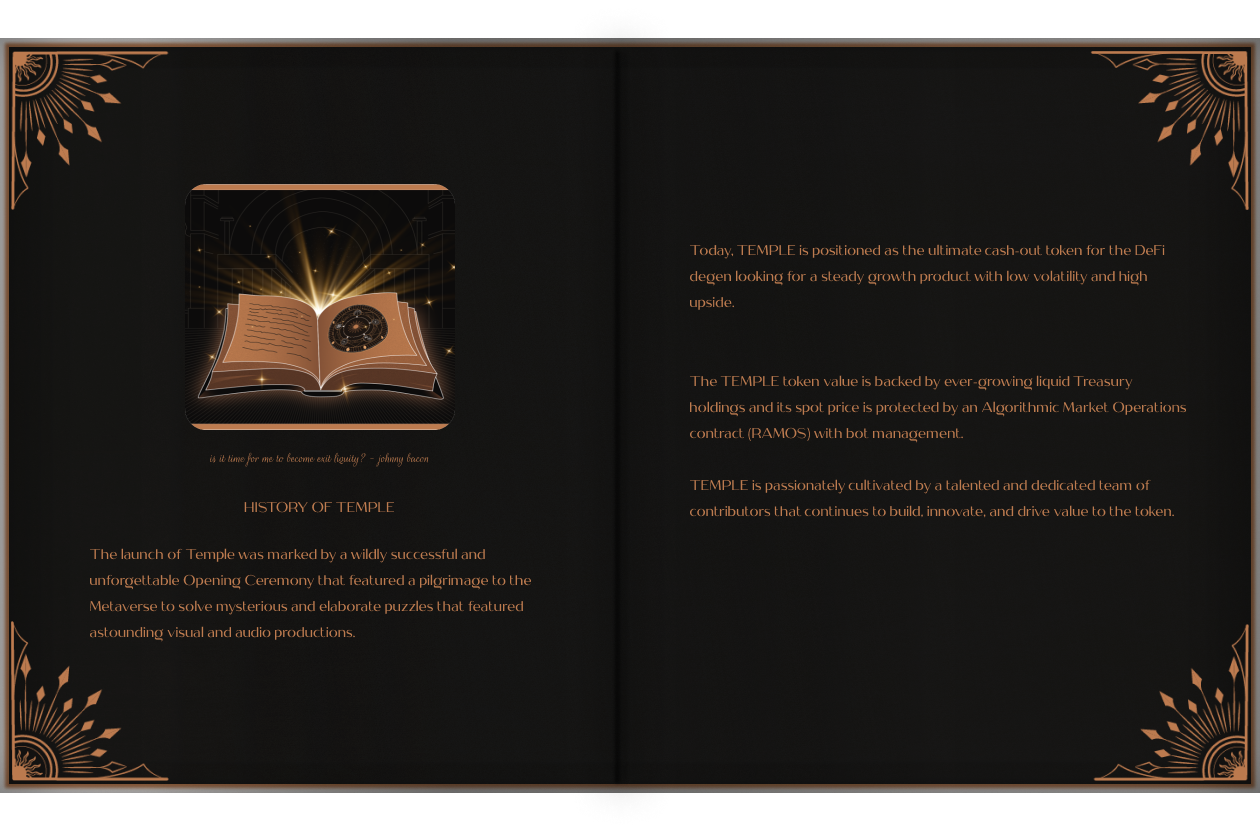 is it time for me to become exit liquity? - johnny bacon
HISTORY OF TEMPLE
The launch of Temple was marked by a wildly successful and
unforgettable Opening Ceremony that featured a pilgrimage to the
Metaverse to solve mysterious and elaborate puzzles that featured
astounding visual and audio productions.
Today, TEMPLE is positioned as the ultimate cash-out token for the DeFi
degen looking for a steady growth product with low volatility and high
upside.
The TEMPLE token value is backed by ever-growing liquid Treasury
holdings and its spot price is protected by an Algorithmic Market Operations
contract (RAMOS) with bot management.
TEMPLE is passionately cultivated by a talented and dedicated team of
contributors that continues to build, innovate, and drive value to the token.